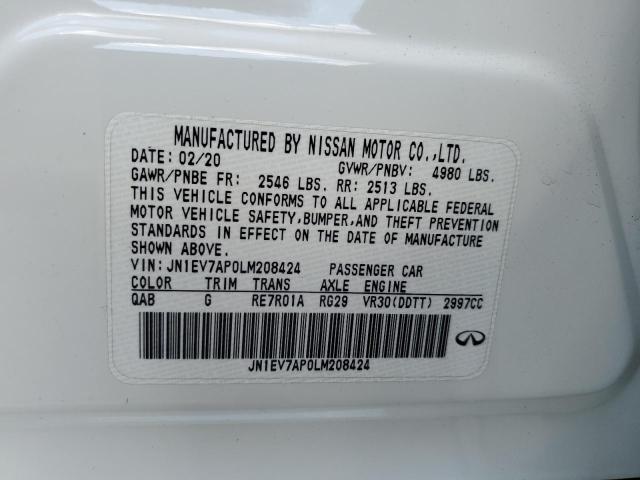 MANUFACTURED BY NISSAN MOTOR CO.,LTD.
DATE: 02/20 GVWR/PNBV: 4980 LBS.
GAWR/PNBE FR: 2546 LBS. RR: 2513 LBS.
THIS VEHICLE CONFORMS TO ALL APPLICABLE FEDERAL
MOTOR VEHICLE SAFETY,BUMPER,AND THEFT PREVENTION
STANDARDS IN EFFECT ON THE DATE OF MANUFACTURE
SHOWN ABOVE.
VIN: JN1EV7AP0LM208424 PASSENGER CAR
COLOR TRIM TRANS AXLE ENGINE
QAB G RE7R01A RG29 VR30(DDTT) 2997CC
JN1EV7AP0LM208424